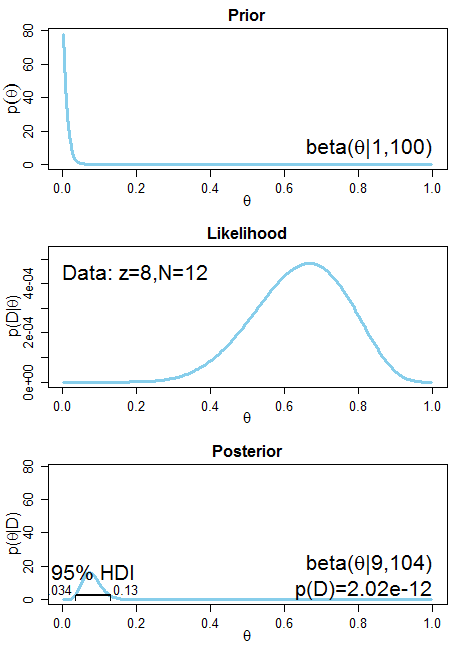 Prior
p(θ)
0 20 40 60 80
beta(θ|1,100)
0.0 0.2 0.4 0.6 0.8 1.0
θ
Likelihood
p(D|θ)
0e+00 2e-04 4e-04
Data: z=8,N=12
0.0 0.2 0.4 0.6 0.8 1.0
θ
Posterior
p(θ|D)
0 20 40 60 80
95% HDI
.034 0.13
beta(θ|9,104)
p(D)=2.02e-12
0.0 0.2 0.4 0.6 0.8 1.0
θ